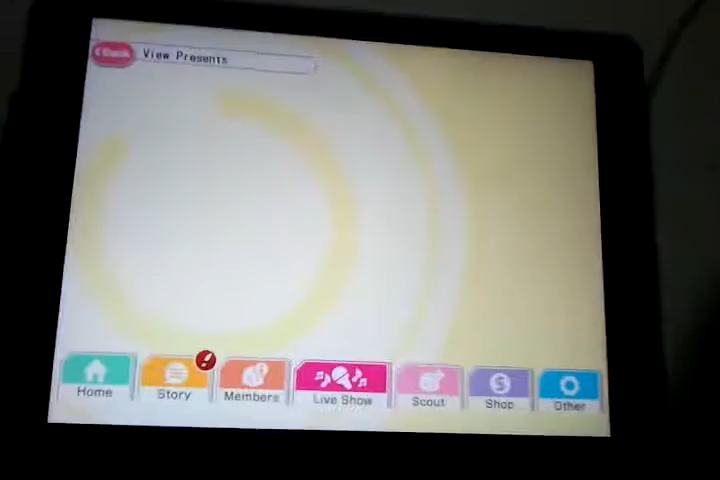 Back
View Presents
Home
Story
Members
Live Show
Scout
Shop
Other